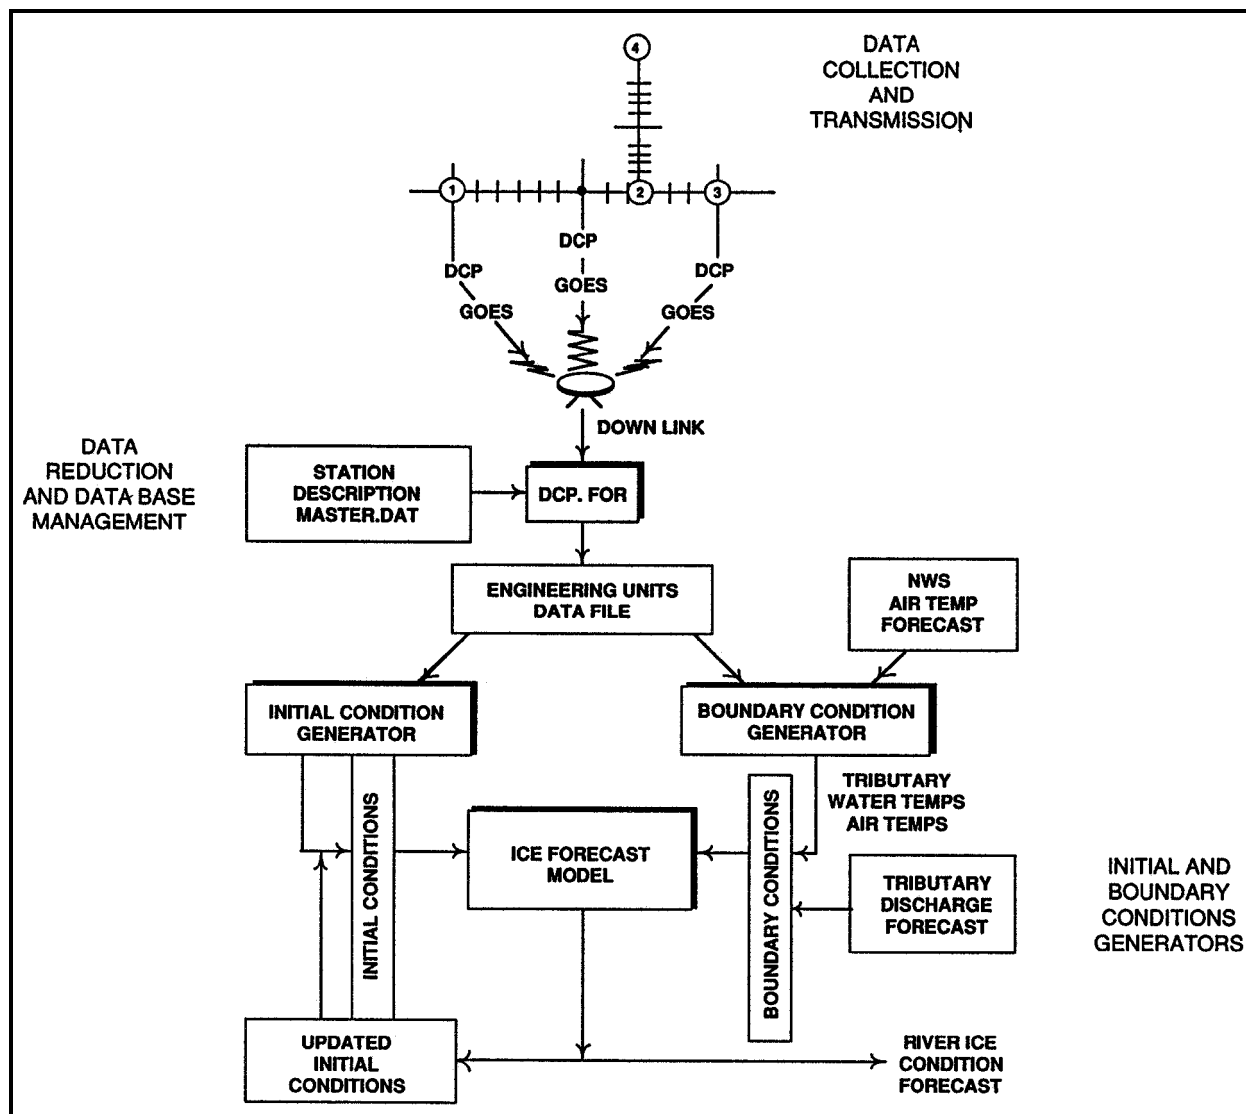 4
DATA
COLLECTION
AND
TRANSMISSION
1
2
3
DCP
DCP
DCP
GOES
GOES
GOES
DOWN LINK
DATA
REDUCTION
AND DATA BASE
MANAGEMENT
STATION
DESCRIPTION
MASTER.DAT
DCP. FOR
ENGINEERING UNITS
DATA FILE
NWS
AIR TEMP
FORECAST
INITIAL CONDITION
GENERATOR
BOUNDARY CONDITION
GENERATOR
TRIBUTARY
WATER TEMPS
AIR TEMPS
INITIAL CONDITIONS
ICE FORECAST
MODEL
BOUNDARY CONDITIONS
TRIBUTARY
DISCHARGE
FORECAST
INITIAL AND
BOUNDARY
CONDITIONS
GENERATORS
UPDATED
INITIAL
CONDITIONS
RIVER ICE
CONDITION
FORECAST